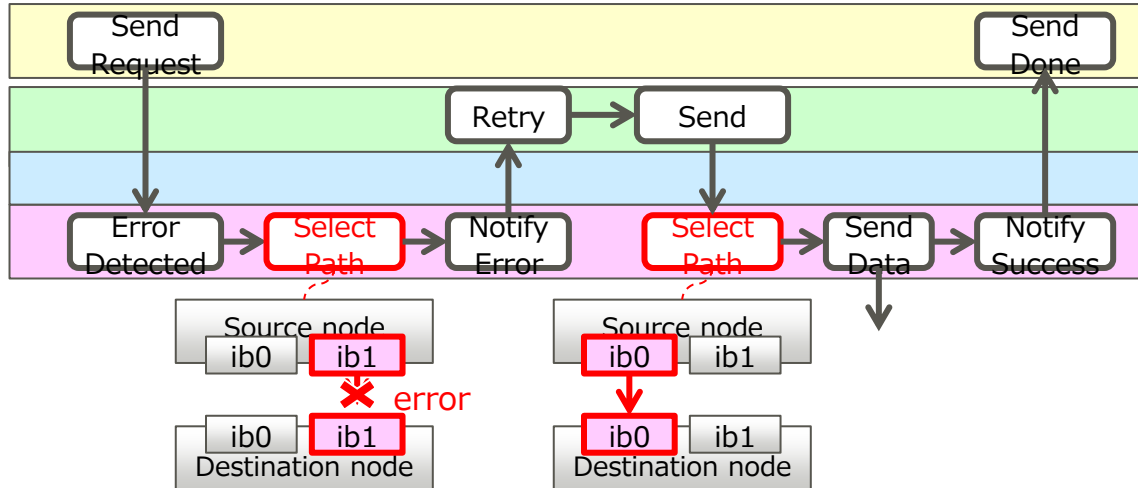 Send
Request
Send
Done
Retry
Send
Error
Detected
Select
Path
Notify
Error
Select
Path
Send
Data
Notify
Success
Source node
ib0
ib1
error
ib0
ib1
Destination node
Source node
ib0
ib1
ib0
ib1
Destination node